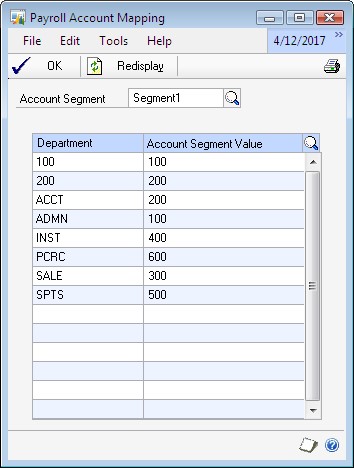 Payroll Account Mapping
File Edit Tools Help 4/12/2017 »
OK Redisplay
Account Segment Segment1
Department Account Segment Value
100 100
200 200
ACCT 200
ADMN 100
INST 400
PCRC 600
SALE 300
SPTS 500